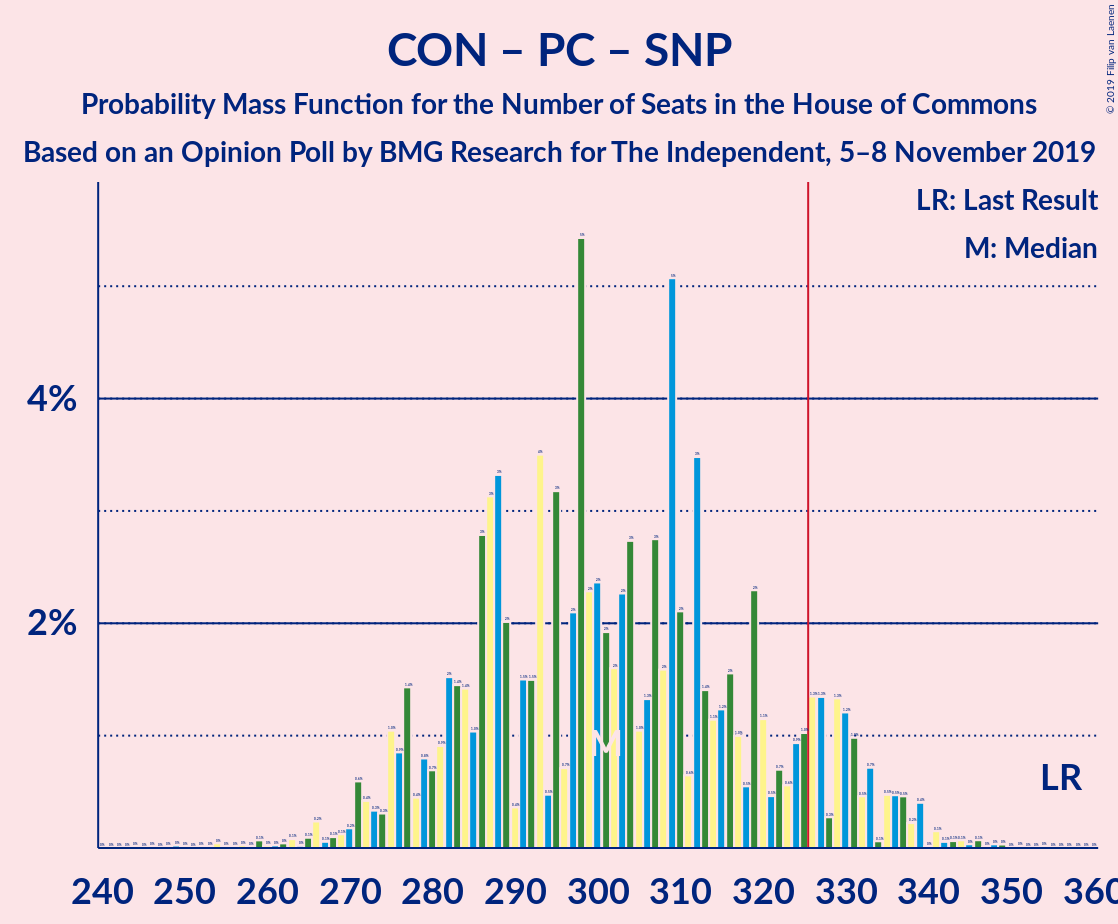 CON – PC – SNP
Probability Mass Function for the Number of Seats in the House of Commons
Based on an Opinion Poll by BMG Research for The Independent, 5–8 November 2019
© 2019 Filip van Laenen
LR: Last Result
M: Median
4%
2%
M
LR
240 250 260 270 280 290 300 310 320 330 340 350 360